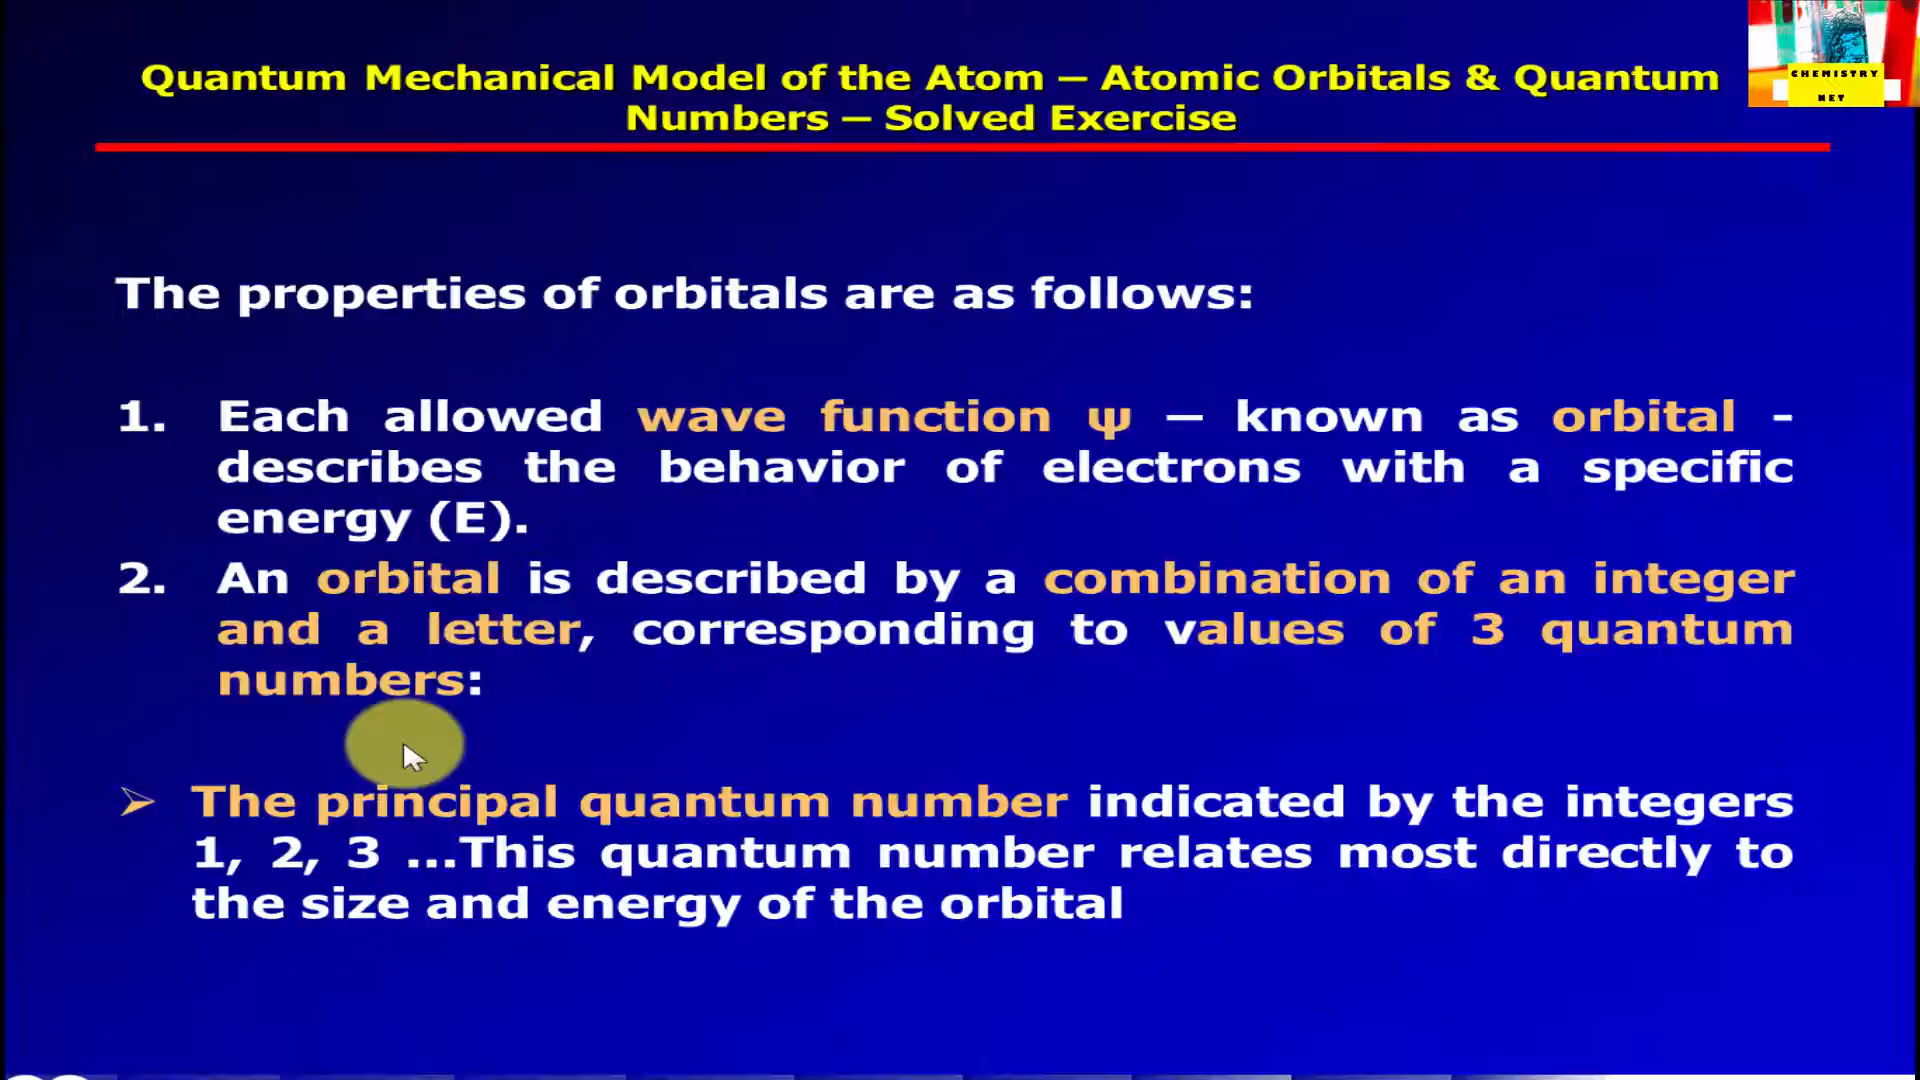 Quantum Mechanical Model of the Atom – Atomic Orbitals & Quantum
Numbers – Solved Exercise
CHEMISTRY
NET
The properties of orbitals are as follows:
1. Each allowed wave function ψ – known as orbital -
describes the behavior of electrons with a specific
energy (E).
2. An orbital is described by a combination of an integer
and a letter, corresponding to values of 3 quantum
numbers:
➢ The principal quantum number indicated by the integers
1, 2, 3 ...This quantum number relates most directly to
the size and energy of the orbital